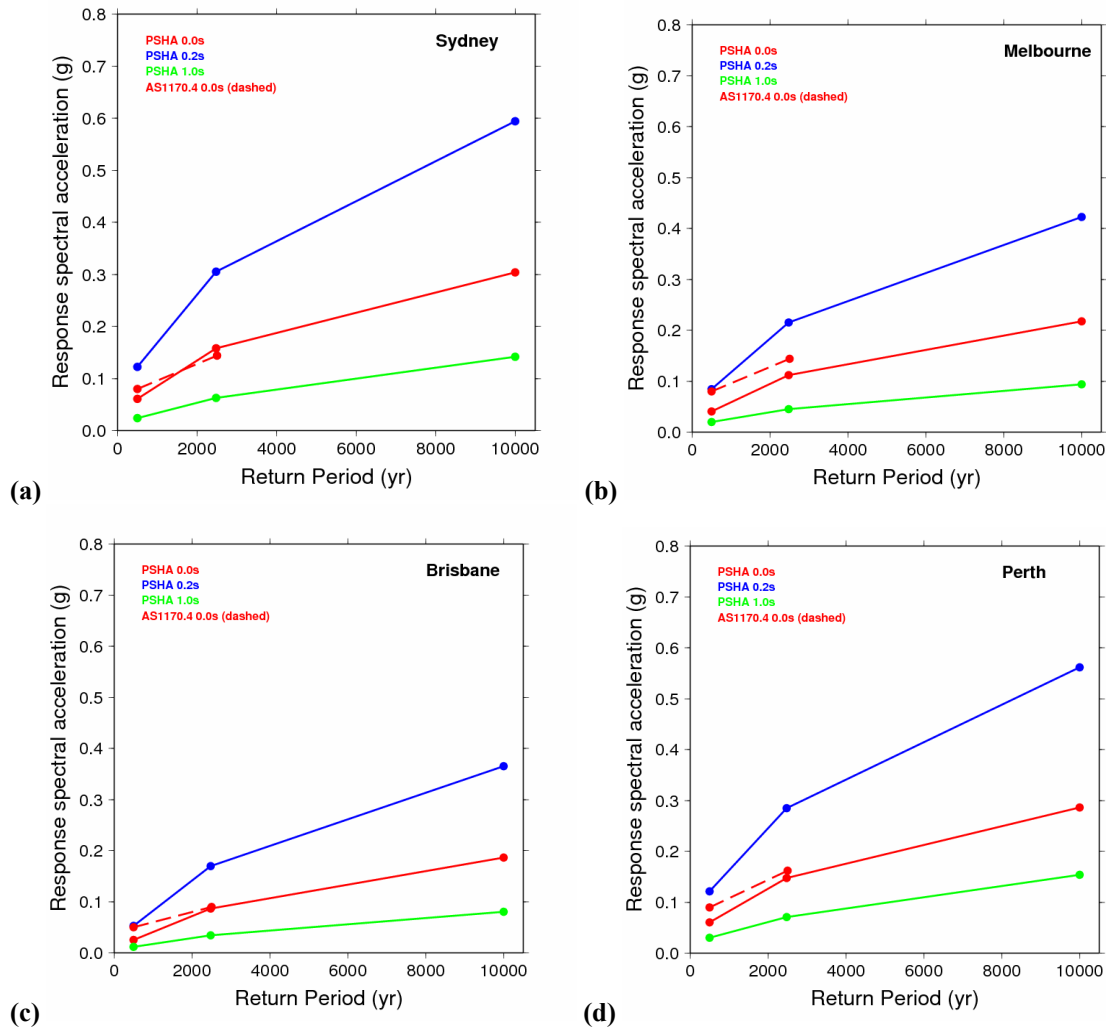 Sydney
PSHA 0.0s
PSHA 0.2s
PSHA 1.0s
AS1170.4 0.0s (dashed)
Response spectral acceleration (g)
0.8
0.7
0.6
0.5
0.4
0.3
0.2
0.1
0.0
0 2000 4000 6000 8000 10000
Return Period (yr)
(a)
Melbourne
PSHA 0.0s
PSHA 0.2s
PSHA 1.0s
AS1170.4 0.0s (dashed)
Response spectral acceleration (g)
0.8
0.7
0.6
0.5
0.4
0.3
0.2
0.1
0.0
0 2000 4000 6000 8000 10000
Return Period (yr)
(b)
Brisbane
PSHA 0.0s
PSHA 0.2s
PSHA 1.0s
AS1170.4 0.0s (dashed)
Response spectral acceleration (g)
0.8
0.7
0.6
0.5
0.4
0.3
0.2
0.1
0.0
0 2000 4000 6000 8000 10000
Return Period (yr)
(c)
Perth
PSHA 0.0s
PSHA 0.2s
PSHA 1.0s
AS1170.4 0.0s (dashed)
Response spectral acceleration (g)
0.8
0.7
0.6
0.5
0.4
0.3
0.2
0.1
0.0
0 2000 4000 6000 8000 10000
Return Period (yr)
(d)